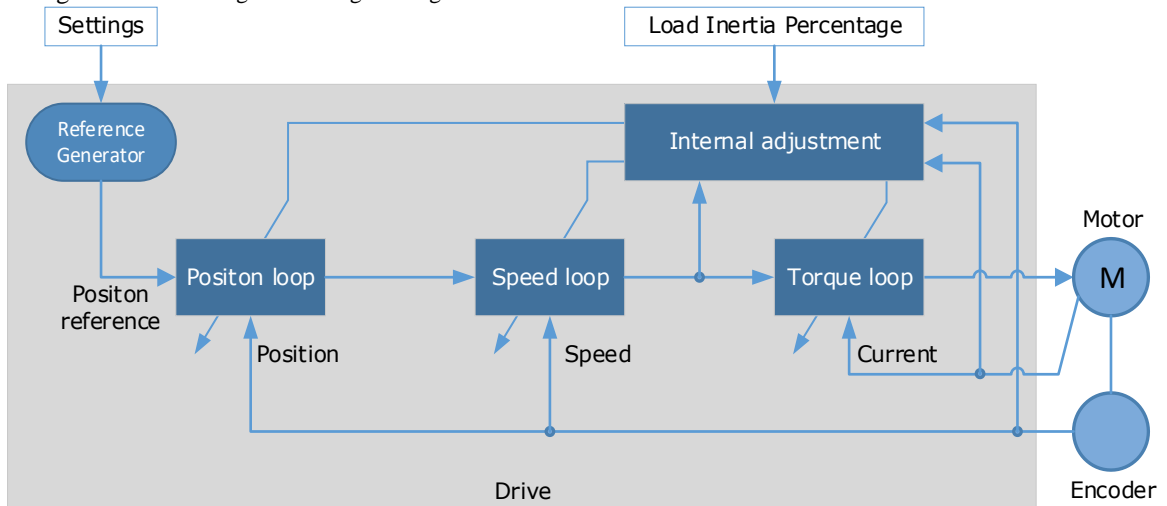 Settings
Load Inertia Percentage
Reference
Generator
Internal adjustment
Motor
Positon loop
Speed loop
Torque loop
M
Positon
reference
Position
Speed
Current
Drive
Encoder